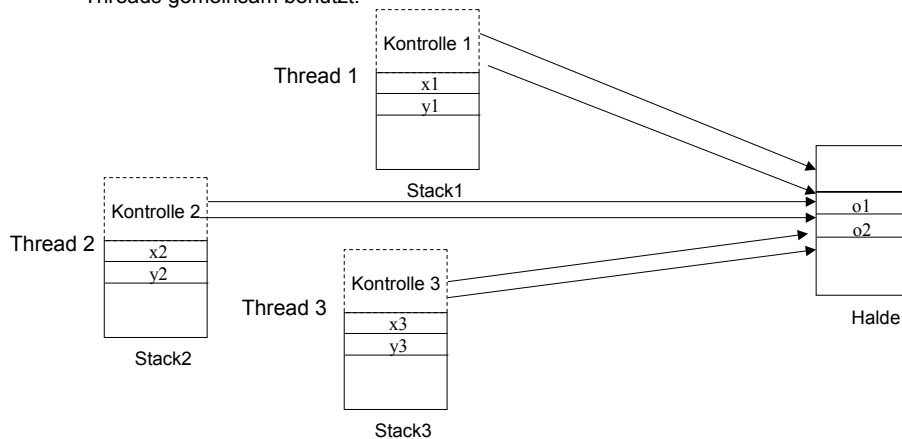 Threads gemeinsam benutzt.
Kontrolle 1
Thread 1
x1
y1
Stack1
Kontrolle 2
Thread 2
x2
y2
Stack2
Kontrolle 3
Thread 3
x3
y3
Stack3
o1
o2
Halde